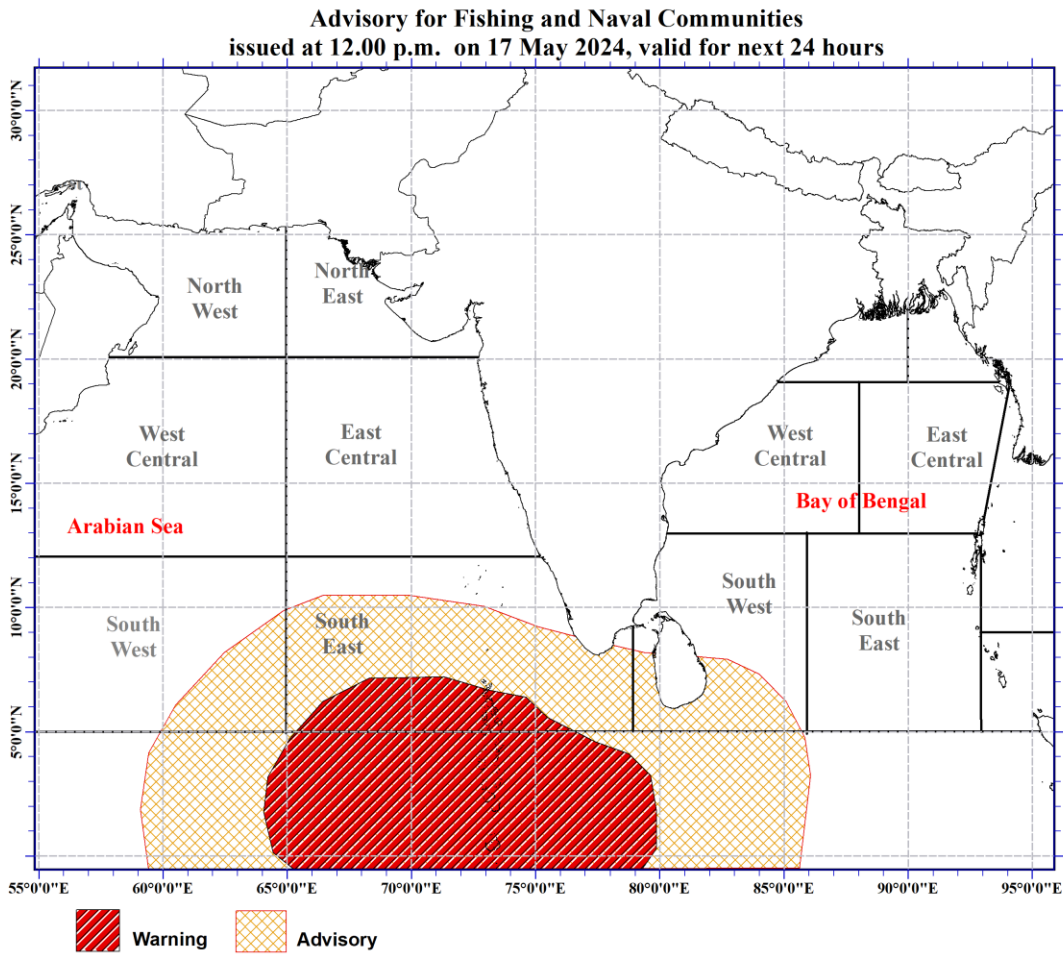 Advisory for Fishing and Naval Communities
issued at 12.00 p.m. on 17 May 2024, valid for next 24 hours
30°0'0"N
25°0'0"N
20°0'0"N
15°0'0"N
10°0'0"N
5°0'0"N
North
West
North
East
West
Central
East
Central
West
Central
East
Central
Bay of Bengal
Arabian Sea
South
West
South
East
South
West
South
East
55°0'0"E
60°0'0"E
65°0'0"E
70°0'0"E
75°0'0"E
80°0'0"E
85°0'0"E
90°0'0"E
95°0'0"E
Warning
Advisory